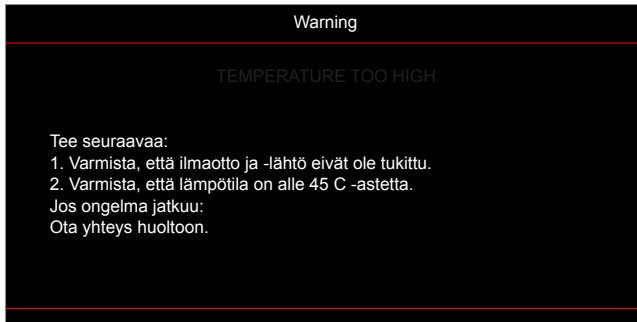 Warning
TEMPERATURE TOO HIGH
Tee seuraavaa:
1. Varmista, että ilmaotto ja -lähtö eivät ole tukittu.
2. Varmista, että lämpötila on alle 45 C -astetta.
Jos ongelma jatkuu:
Ota yhteys huoltoon.